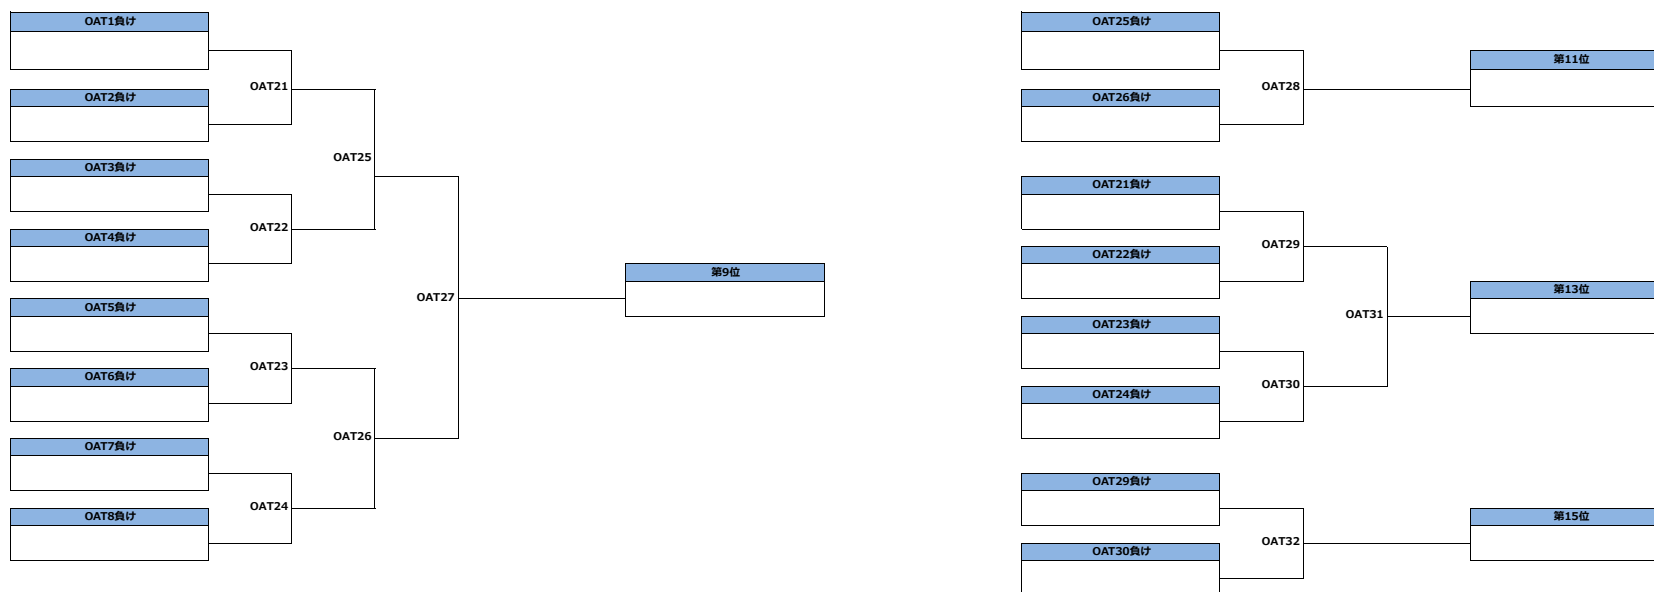 OAT1負け
OAT21
OAT2負け
OAT25
OAT3負け
OAT22
OAT4負け
第9位
OAT27
OAT5負け
OAT23
OAT6負け
OAT26
OAT7負け
OAT24
OAT8負け
OAT25負け
第11位
OAT28
OAT26負け
OAT21負け
OAT29
OAT22負け
第13位
OAT31
OAT23負け
OAT30
OAT24負け
OAT29負け
第15位
OAT32
OAT30負け